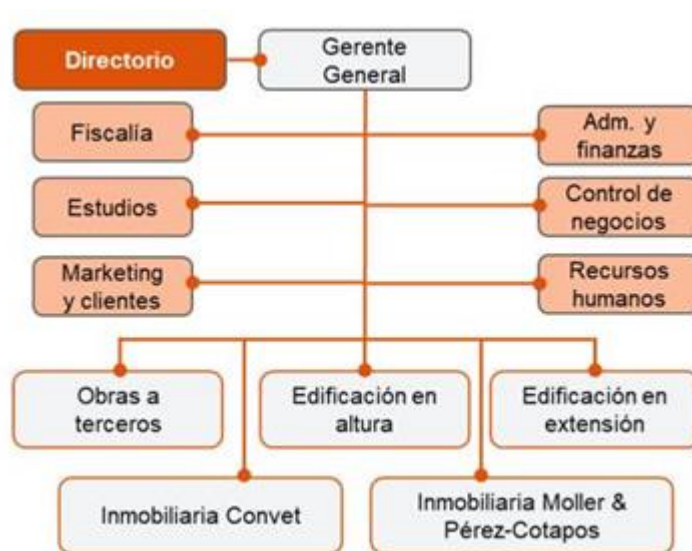 Directorio
Gerente
General
Fiscalía
Adm. y
finanzas
Estudios
Control de
negocios
Marketing
y clientes
Recursos
humanos
Obras a
terceros
Edificación en
altura
Edificación en
extensión
Inmobiliaria Convet
Inmobiliaria Moller &
Pérez-Cotapos